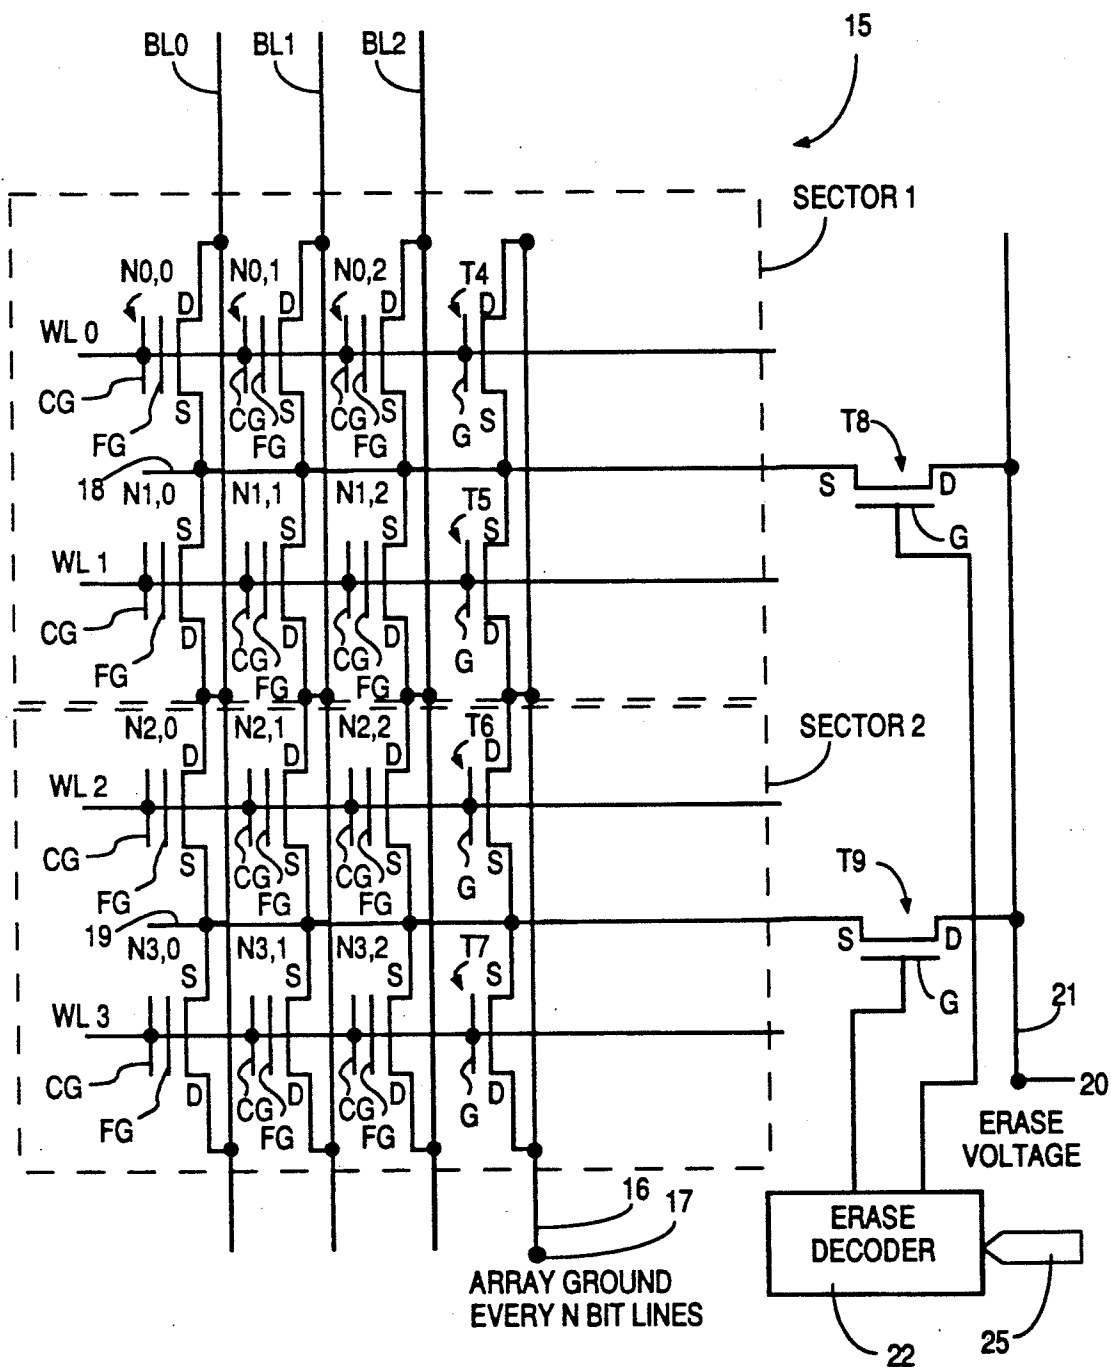 15
BL0 BL1 BL2
SECTOR 1
N0,0 N0,1 N0,2 T4
D D D D
WL 0
CG S CG S CG S G S
FG FG FG
T8
18
S D
N1,0 N1,1 N1,2 T5
S S S S
G
WL 1
CG D CG D CG D G D
FG FG FG
SECTOR 2
N2,0 N2,1 N2,2 T6
D D D D
WL 2
CG S CG S CG S G S
FG FG FG
T9
19
S D
N3,0 N3,1 N3,2 T7
S S S S
G
21
WL 3
CG D CG D CG D G D
FG FG FG
20
ERASE
VOLTAGE
16
17
ERASE
DECODER
ARRAY GROUND
EVERY N BIT LINES
22
25